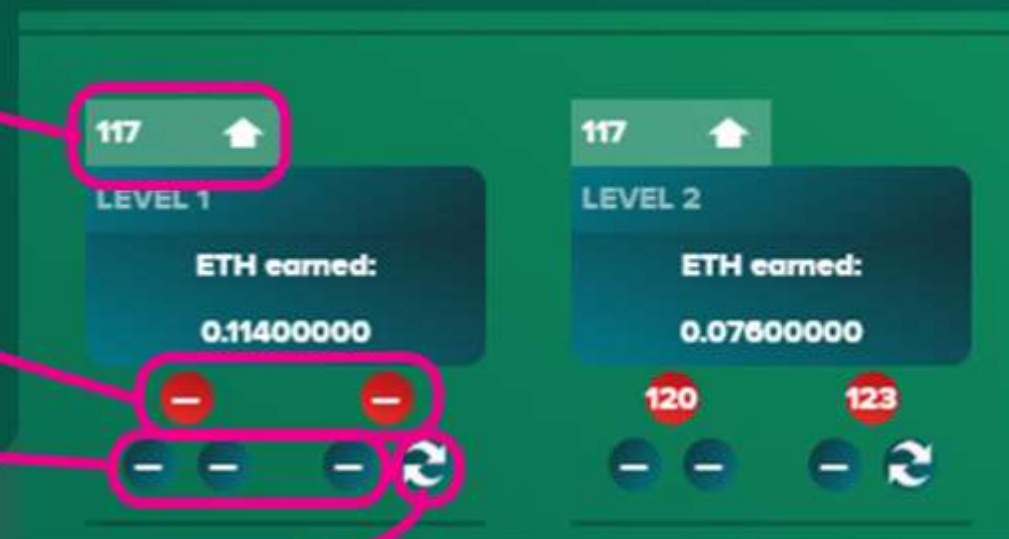 117
LEVEL 1
ETH earned:
0.11400000
117
LEVEL 2
ETH earned:
0.07600000
120 123